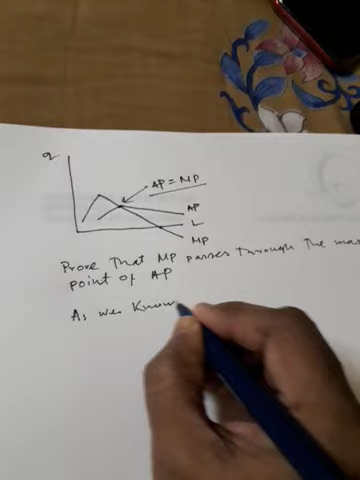 q
AP = MP
AP
L
MP
Prove That MP passes through The max
point of AP
As we Know